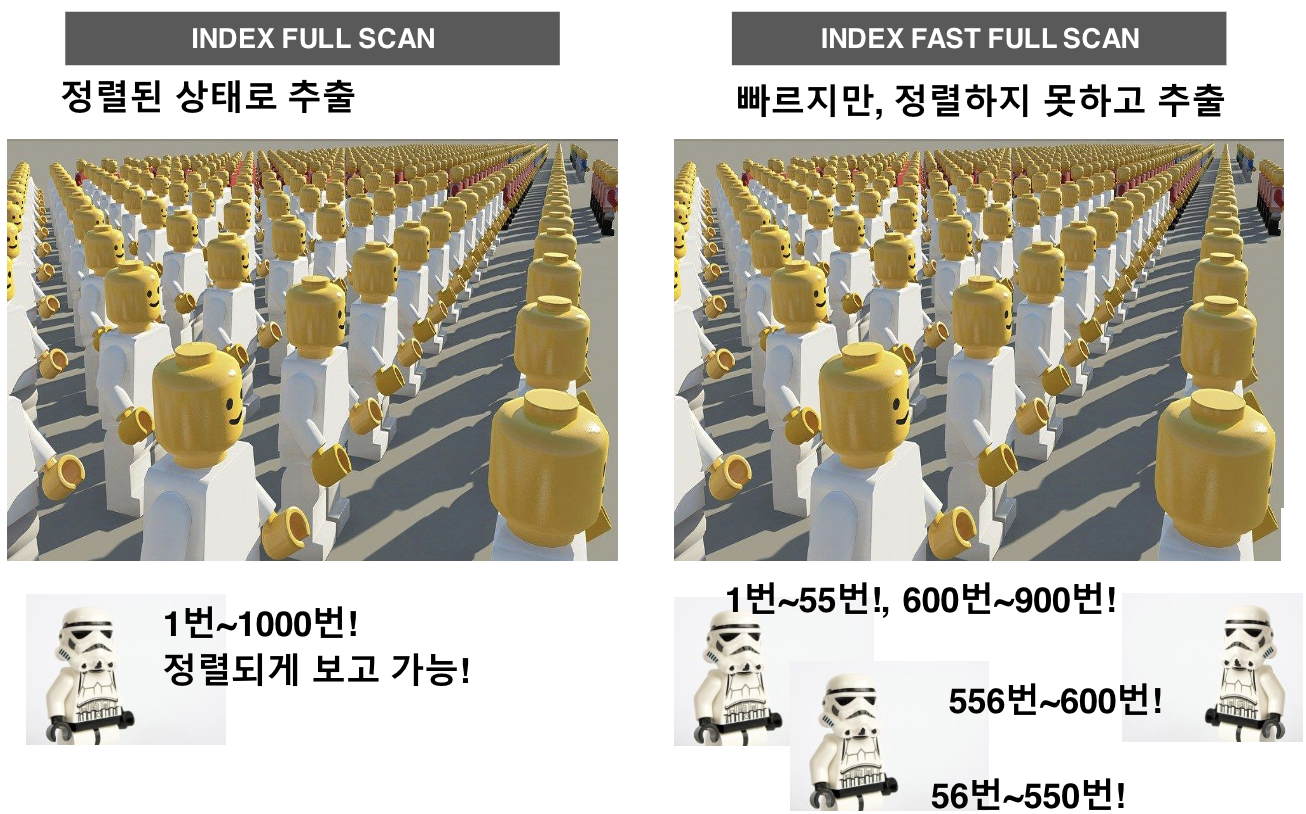 INDEX FULL SCAN
정렬된 상태로 추출
1번~1000번!
정렬되게 보고 가능!
INDEX FAST FULL SCAN
빠르지만, 정렬하지 못하고 추출
1번~55번!, 600번~900번!
556번~600번!
56번~550번!